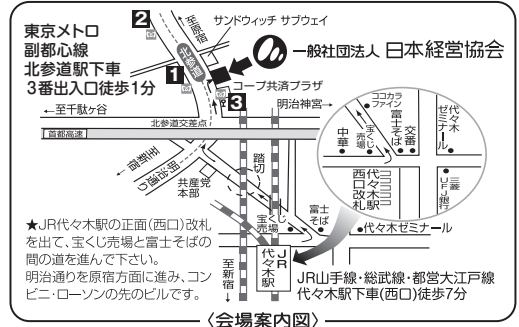 東京メトロ
副都心線
北参道駅下車
3番出入口徒歩1分
2
至原宿
サンドウィッチ サブウェイ
北参道
一般社団法人 日本経営協会
1
コープ共済プラザ
3
←至千駄ヶ谷
明治神宮→
北参道交差点
首都高速
至新宿
明治通り
共産党
本部
踏切
宝くじ
売場
富士
そば
代々木ゼミナール
至新宿
JR
代々木駅
ココカラ
ファイン
中華
宝くじ
売場
富士そば
交番
代々木
ゼミナール
代々木駅
西口改札
三菱
UFJ銀行
★JR代々木駅の正面(西口)改札
を出て、宝くじ売場と富士そばの
間の道を進んで下さい。
明治通りを原宿方面に進み、コン
ビニ・ローソンの先のビルです。
JR山手線・総武線・都営大江戸線
代々木駅下車(西口)徒歩7分
〈会場案内図〉